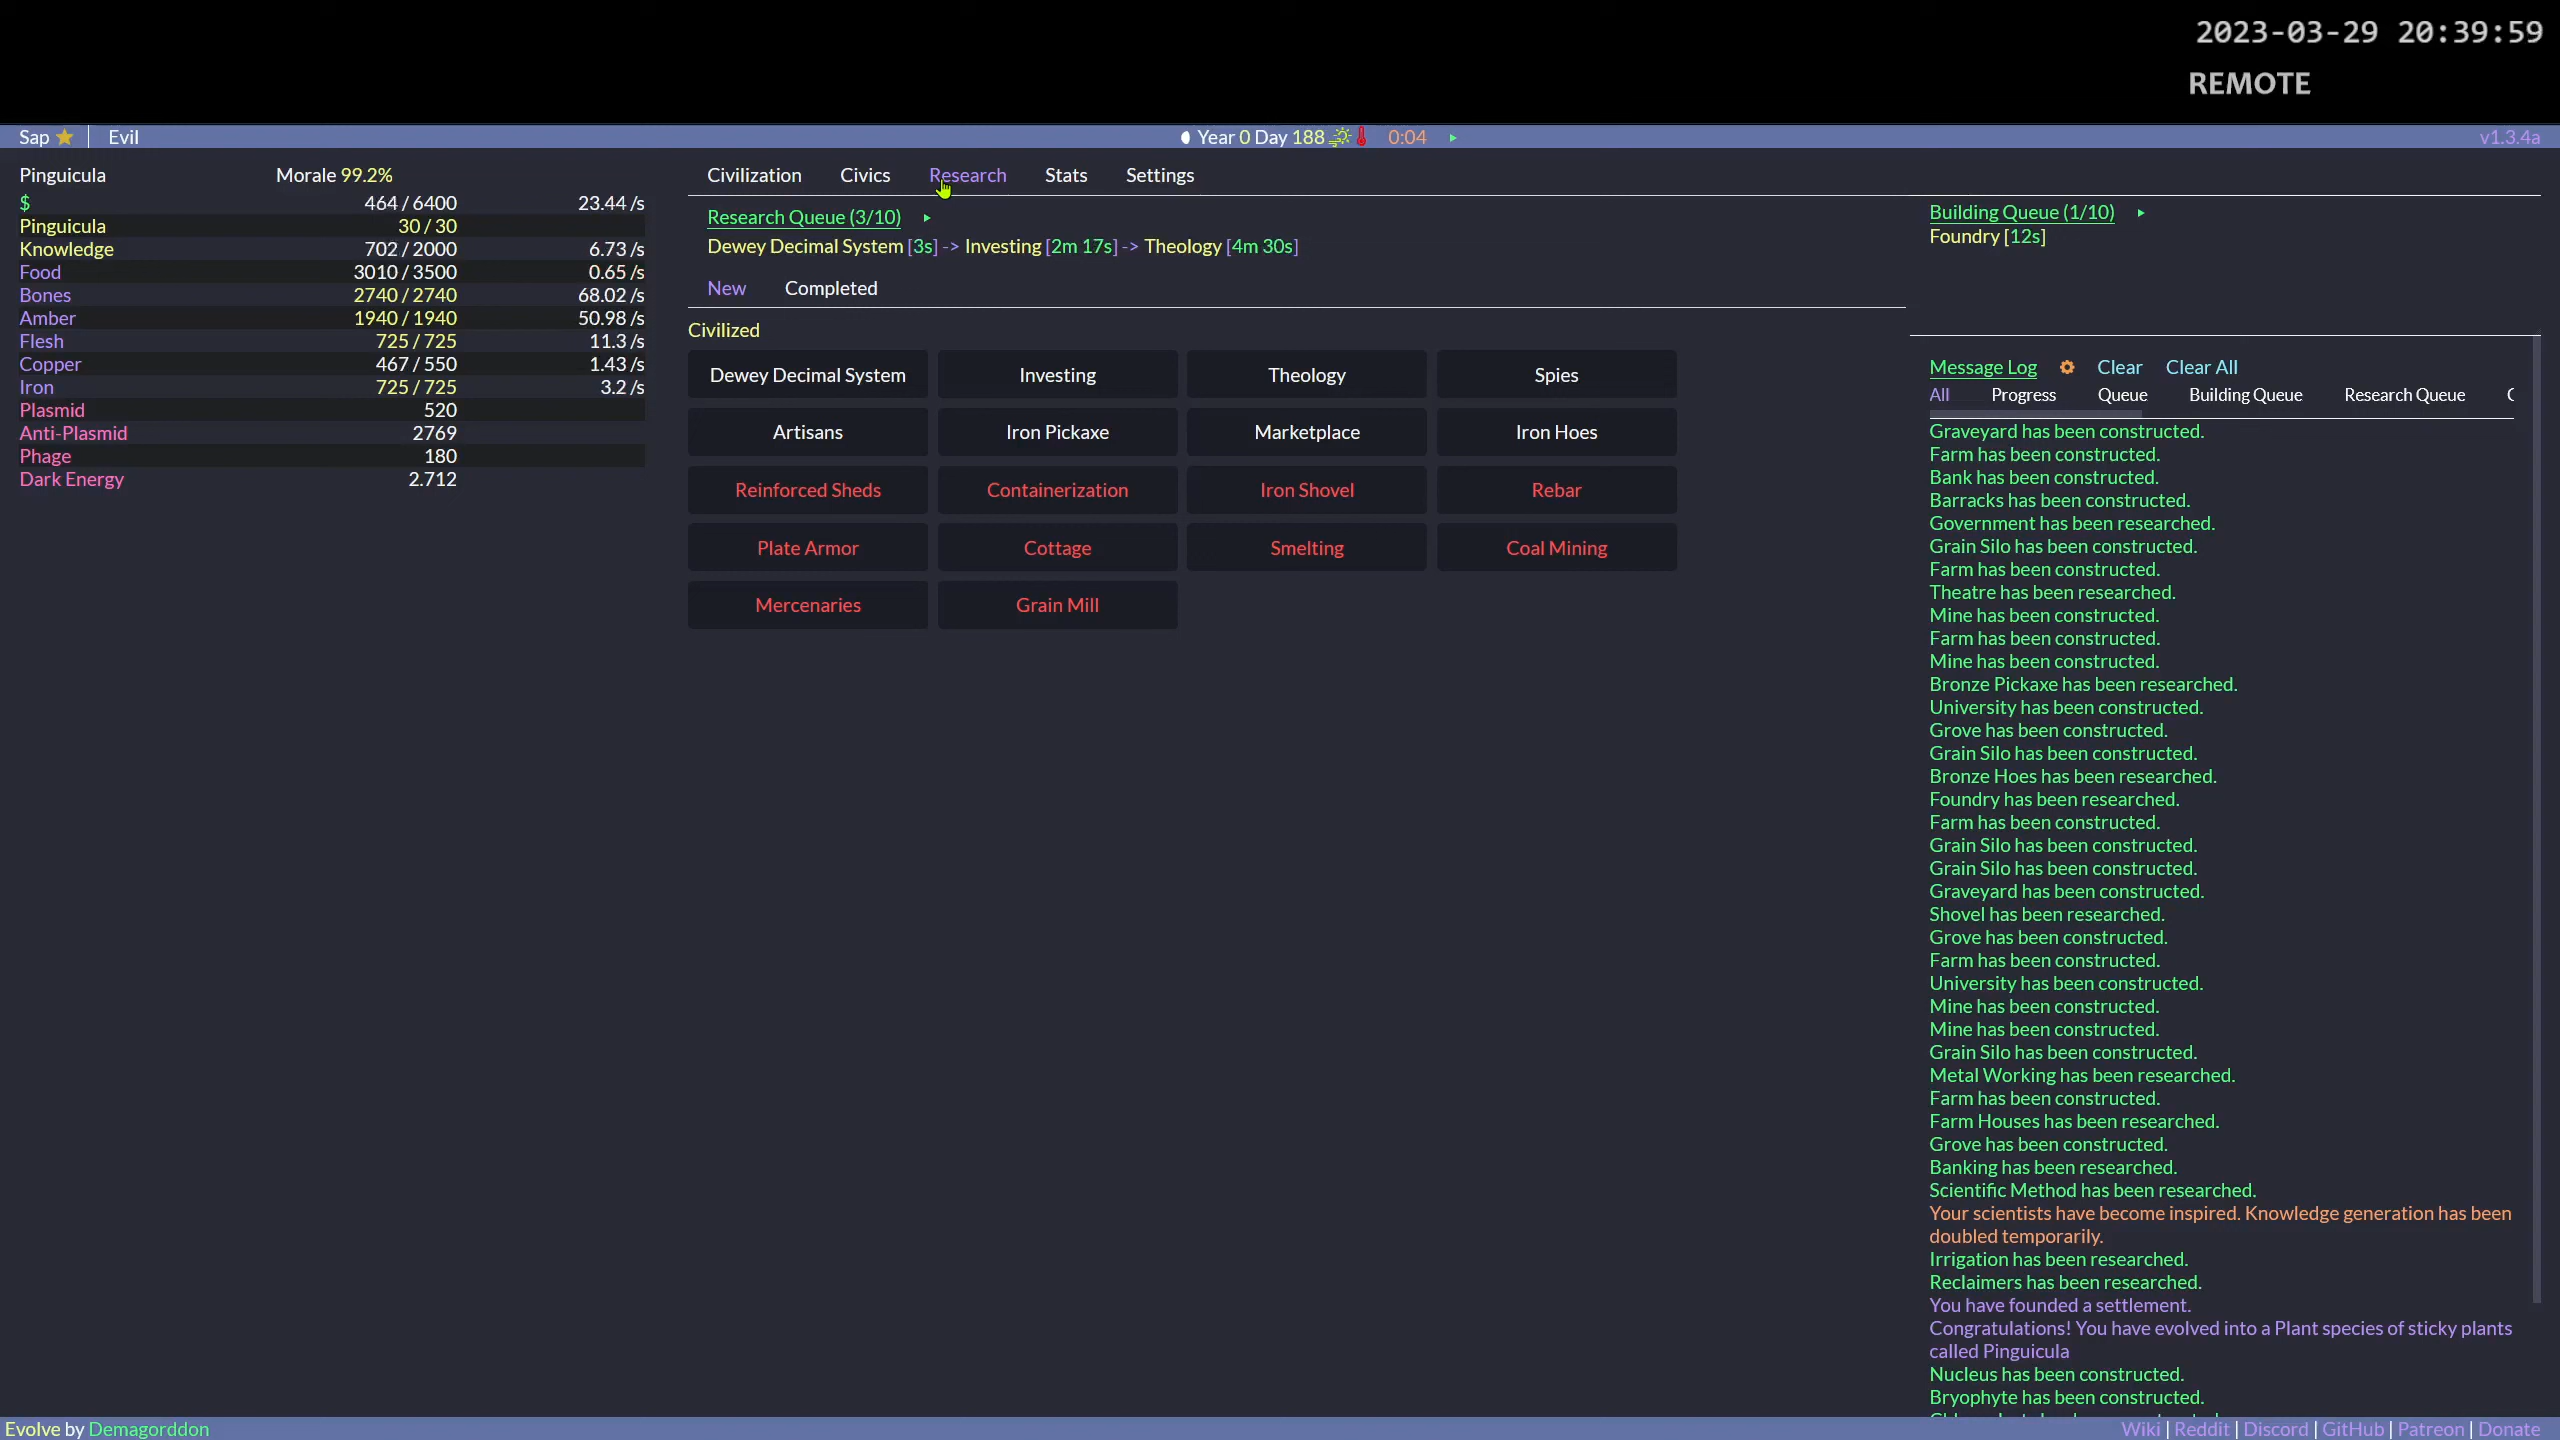 2023-03-29 20:39:59
REMOTE
Sap | Evil
Year 0 Day 188 0:04
v1.3.4a
Pinguicula Morale 99.2%
$ 464 / 6400 23.44 /s
Pinguicula 30 / 30
Knowledge 702 / 2000 6.73 /s
Food 3010 / 3500 0.65 /s
Bones 2740 / 2740 68.02 /s
Amber 1940 / 1940 50.98 /s
Flesh 725 / 725 11.3 /s
Copper 467 / 550 1.43 /s
Iron 725 / 725 3.2 /s
Plasmid 520
Anti-Plasmid 2769
Phage 180
Dark Energy 2.712
Civilization Civics Research Stats Settings
Research Queue (3/10)
Dewey Decimal System [3s] -> Investing [2m 17s] -> Theology [4m 30s]
New Completed
Civilized
Dewey Decimal System Investing Theology Spies
Artisans Iron Pickaxe Marketplace Iron Hoes
Reinforced Sheds Containerization Iron Shovel Rebar
Plate Armor Cottage Smelting Coal Mining
Mercenaries Grain Mill
Building Queue (1/10)
Foundry [12s]
Message Log Clear Clear All
All Progress Queue Building Queue Research Queue
Graveyard has been constructed.
Farm has been constructed.
Bank has been constructed.
Barracks has been constructed.
Government has been researched.
Grain Silo has been constructed.
Farm has been constructed.
Theatre has been researched.
Mine has been constructed.
Farm has been constructed.
Mine has been constructed.
Bronze Pickaxe has been researched.
University has been constructed.
Grove has been constructed.
Grain Silo has been constructed.
Bronze Hoes has been researched.
Foundry has been researched.
Farm has been constructed.
Grain Silo has been constructed.
Grain Silo has been constructed.
Graveyard has been constructed.
Shovel has been researched.
Grove has been constructed.
Farm has been constructed.
University has been constructed.
Mine has been constructed.
Mine has been constructed.
Grain Silo has been constructed.
Metal Working has been researched.
Farm has been constructed.
Farm Houses has been researched.
Grove has been constructed.
Banking has been researched.
Scientific Method has been researched.
Your scientists have become inspired. Knowledge generation has been
doubled temporarily.
Irrigation has been researched.
Reclaimers has been researched.
You have founded a settlement.
Congratulations! You have evolved into a Plant species of sticky plants
called Pinguicula
Nucleus has been constructed.
Bryophyte has been constructed.
Evolve by Demagorddon
Wiki | Reddit | Discord | GitHub | Patreon | Donate